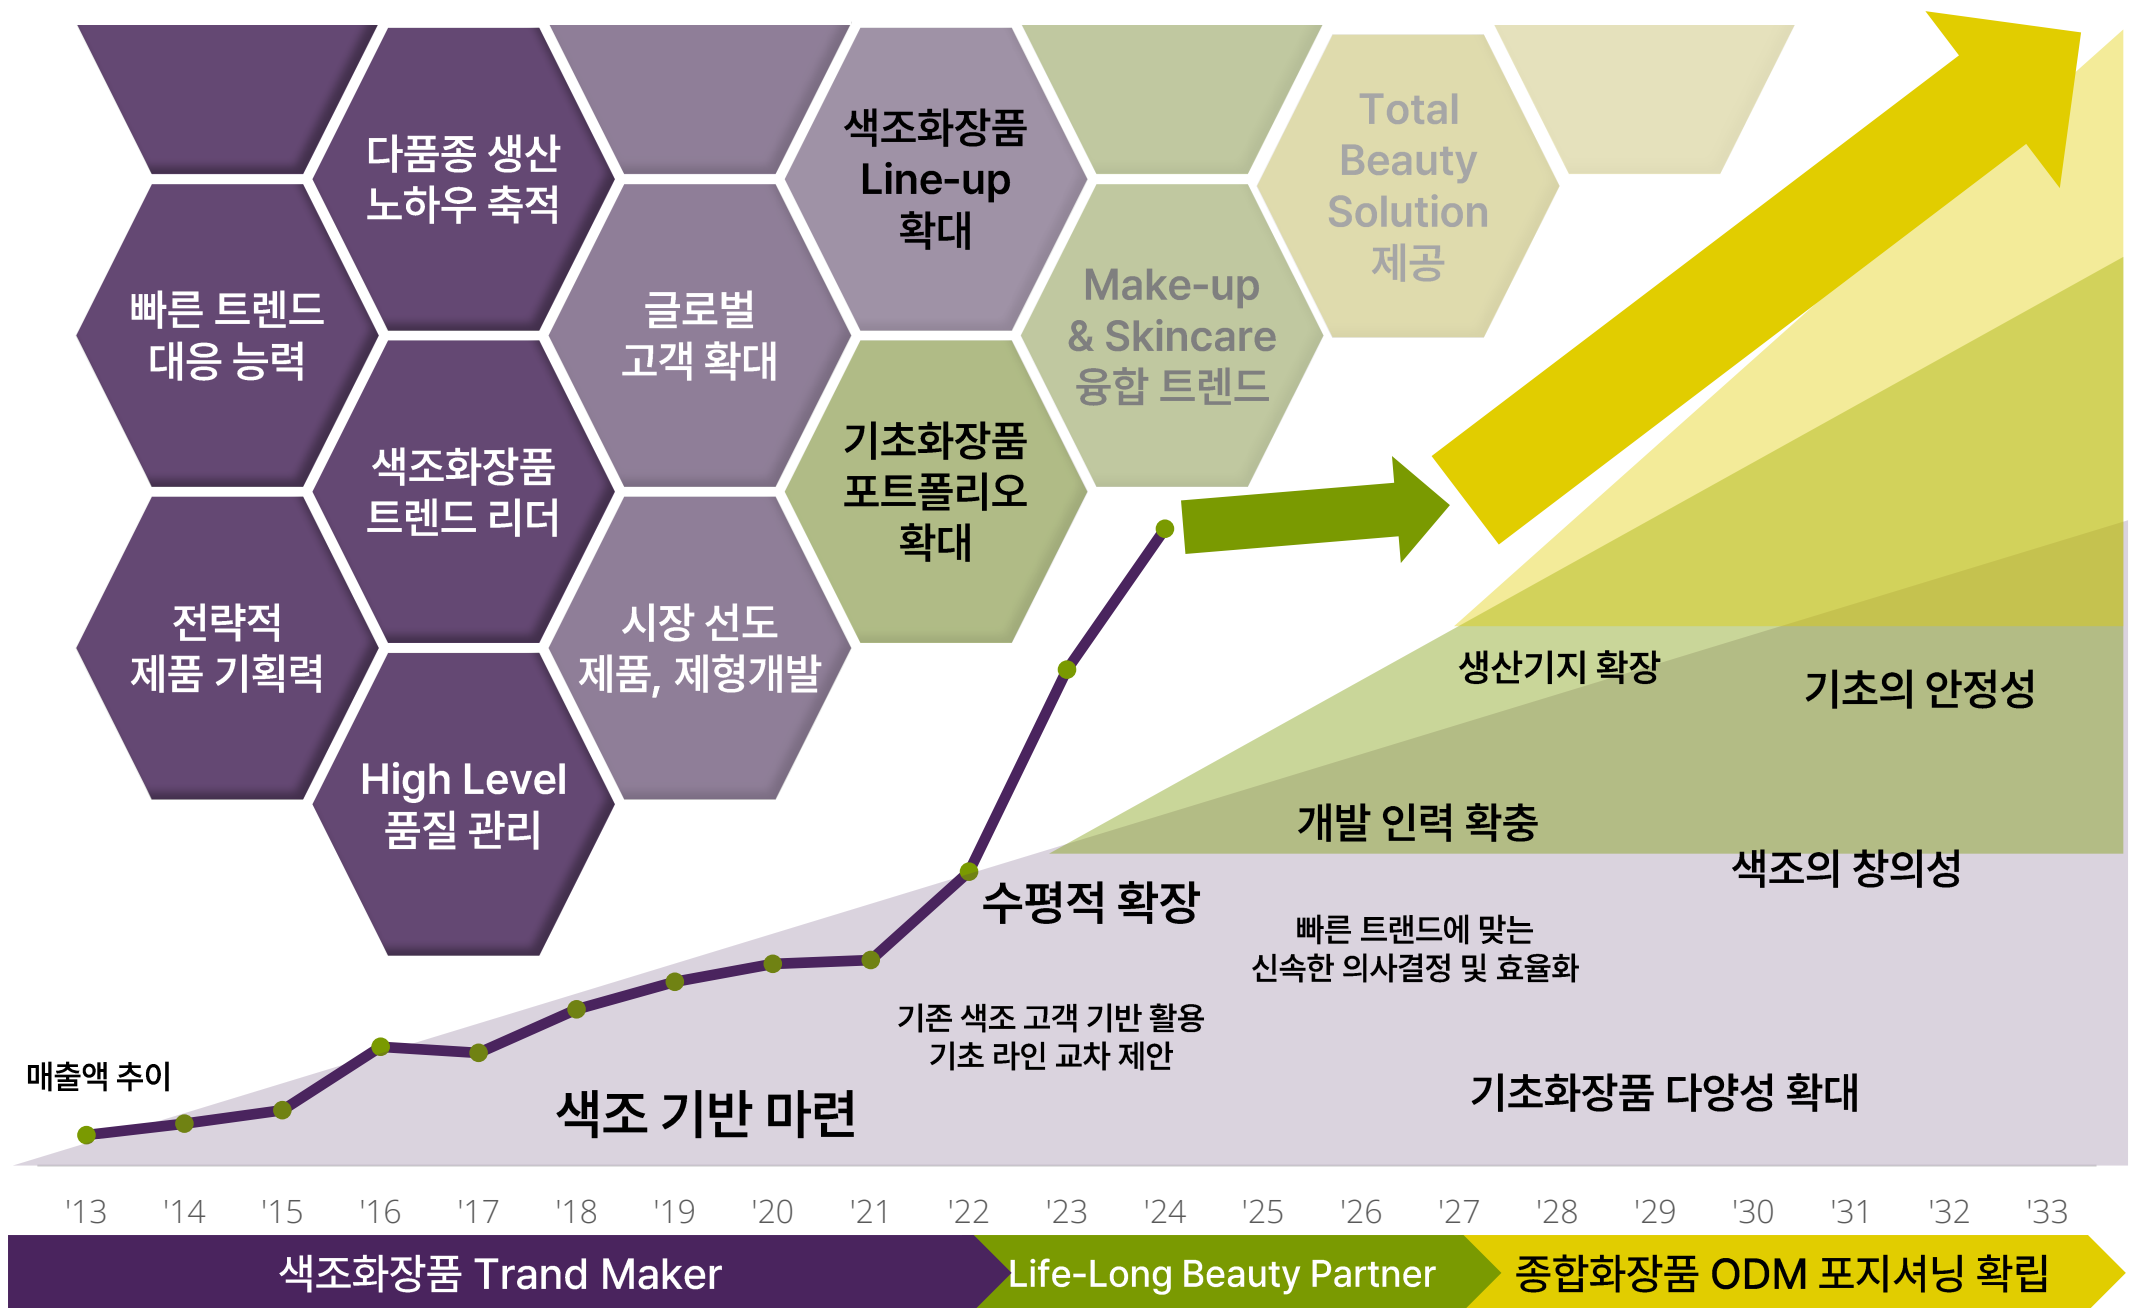 다품종 생산
노하우 축적
색조화장품
Line-up
확대
Total
Beauty
Solution
제공
빠른 트렌드
대응 능력
글로벌
고객 확대
Make-up
& Skincare
융합 트렌드
색조화장품
트렌드 리더
기초화장품
포트폴리오
확대
전략적
제품 기획력
시장 선도
제품, 제형개발
High Level
품질 관리
생산기지 확장
기초의 안정성
개발 인력 확충
색조의 창의성
수평적 확장
빠른 트랜드에 맞는
신속한 의사결정 및 효율화
기존 색조 고객 기반 활용
기초 라인 교차 제안
매출액 추이
색조 기반 마련
기초화장품 다양성 확대
'13 '14 '15 '16 '17 '18 '19 '20 '21 '22 '23 '24 '25 '26 '27 '28 '29 '30 '31 '32 '33
색조화장품 Trand Maker
Life-Long Beauty Partner
종합화장품 ODM 포지셔닝 확립